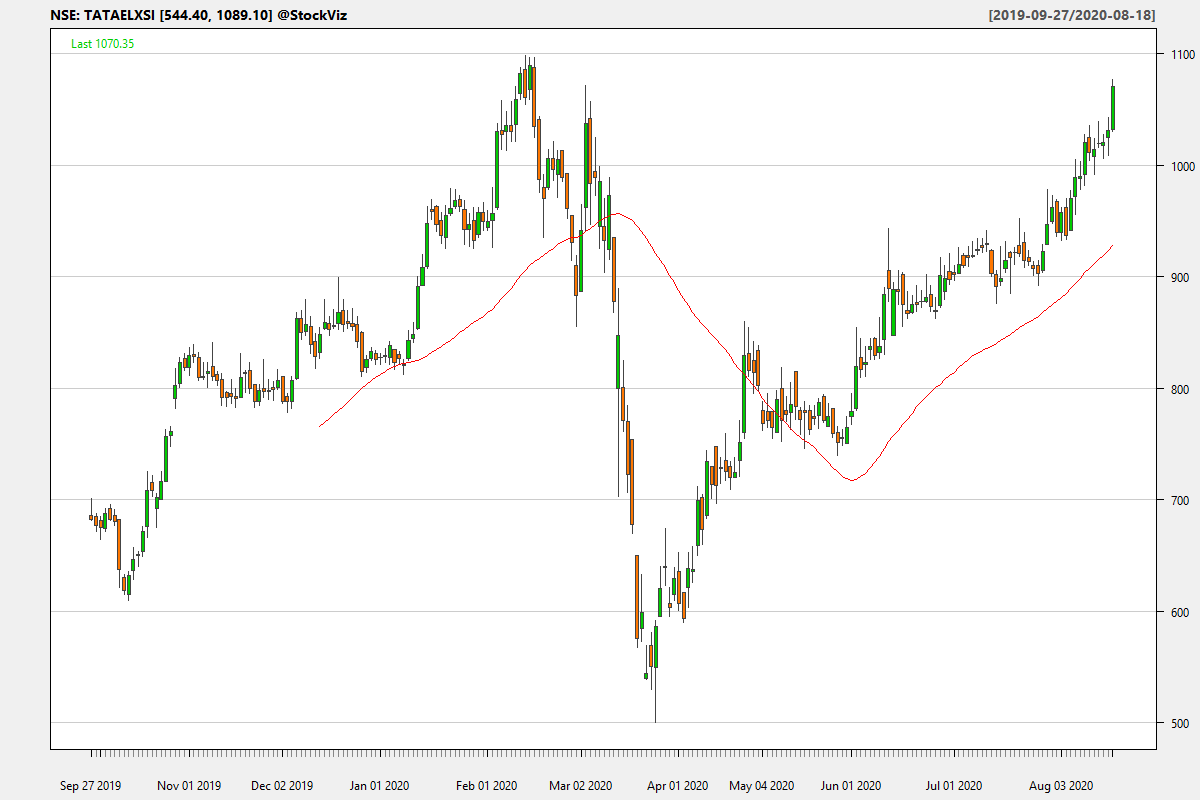 NSE: TATAELXSI [544.40, 1089.10] @StockViz
[2019-09-27/2020-08-18]
Last 1070.35
1100
1000
900
800
700
600
500
Sep 27 2019
Nov 01 2019
Dec 02 2019
Jan 01 2020
Feb 03 2020
Mar 02 2020
Apr 01 2020
May 04 2020
Jun 01 2020
Jul 01 2020
Aug 03 2020